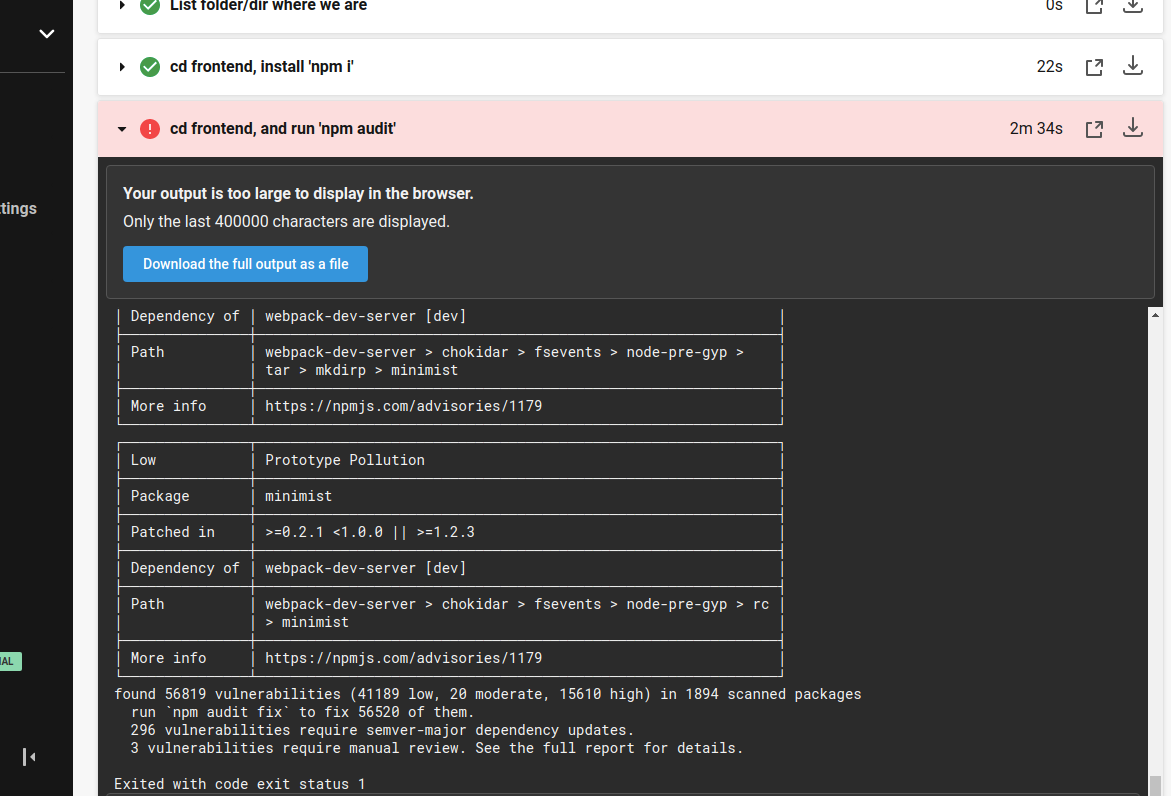 List folder/dir where we are
0s
cd frontend, install 'npm i'
22s
cd frontend, and run 'npm audit'
2m 34s
ttings
Your output is too large to display in the browser.
Only the last 400000 characters are displayed.
Download the full output as a file
Dependency of webpack-dev-server [dev]
Path webpack-dev-server > chokidar > fsevents > node-pre-gyp >
tar > mkdirp > minimist
More info https://npmjs.com/advisories/1179
Low Prototype Pollution
Package minimist
Patched in >=0.2.1 <1.0.0 || >=1.2.3
Dependency of webpack-dev-server [dev]
Path webpack-dev-server > chokidar > fsevents > node-pre-gyp > rc
> minimist
More info https://npmjs.com/advisories/1179
IAL
found 56819 vulnerabilities (41189 low, 20 moderate, 15610 high) in 1894 scanned packages
run `npm audit fix` to fix 56520 of them.
296 vulnerabilities require semver-major dependency updates.
3 vulnerabilities require manual review. See the full report for details.
Exited with code exit status 1